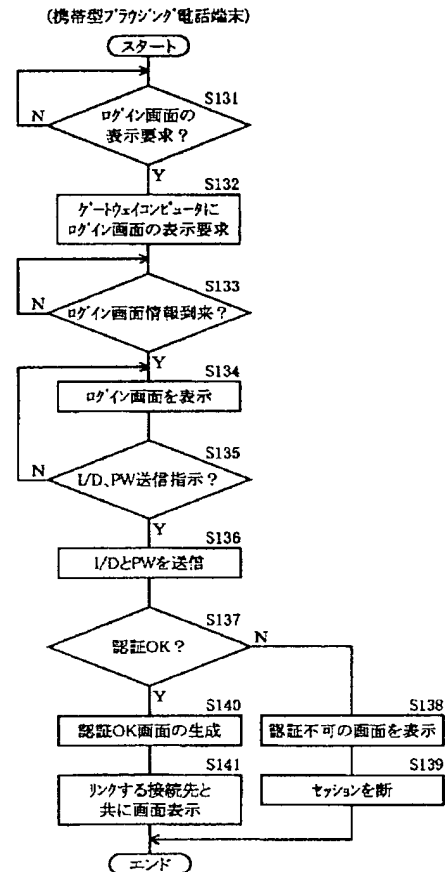 (携帯型ブラウジング電話端末)
スタート
S131
ログイン画面の
表示要求?
N
Y
S132
ゲートウェイコンピュータに
ログイン画面の表示要求
S133
ログイン画面情報到来?
N
Y
S134
ログイン画面を表示
S135
I/D、PW送信指示?
N
Y
S136
I/DとPWを送信
S137
認証OK?
N
Y
S140
認証OK画面の生成
S138
認証不可の画面を表示
S141
リンクする接続先と
共に画面表示
S139
セッションを断
エンド